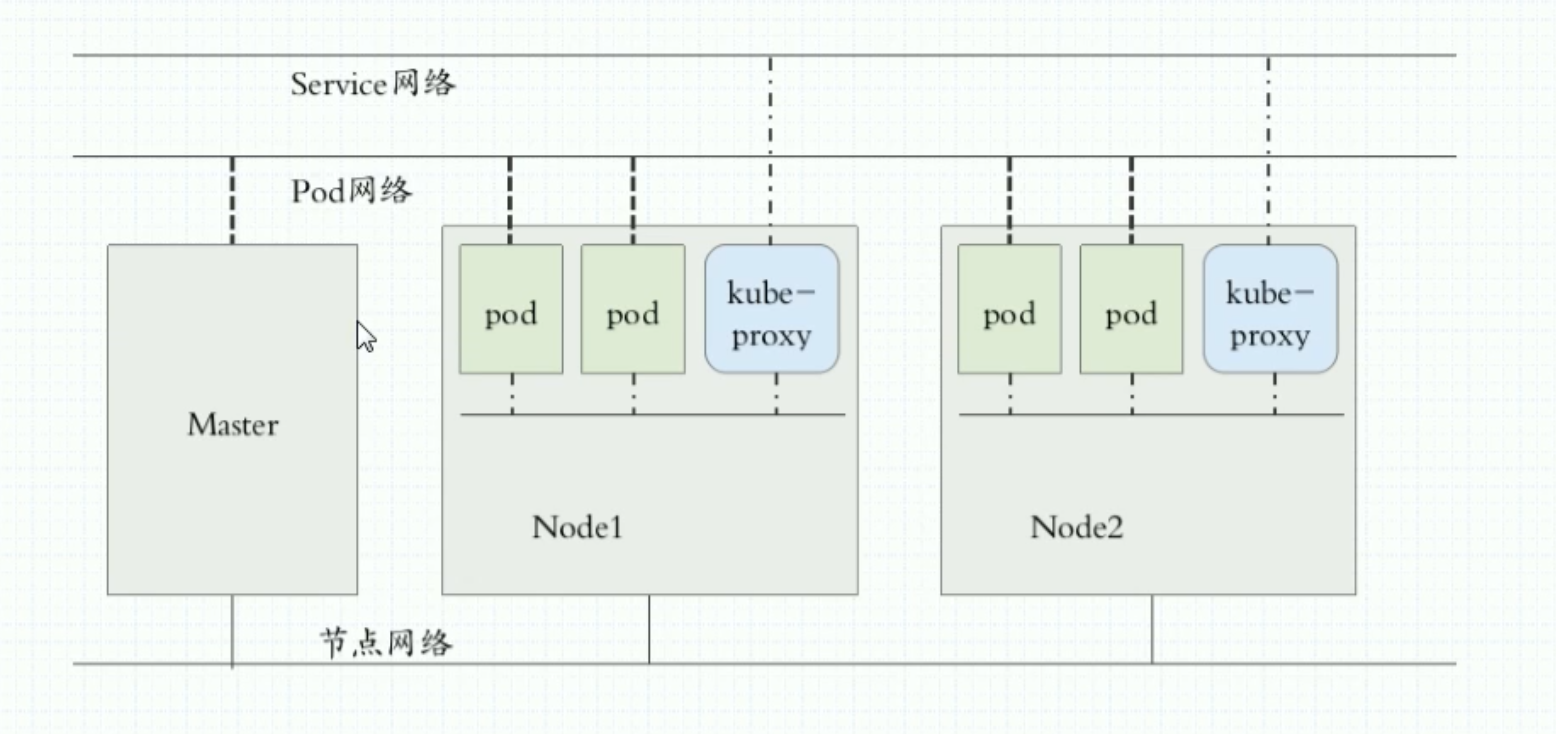 Service网络
Pod网络
pod
pod
kube-
proxy
pod
pod
kube-
proxy
Master
Node1
Node2
节点网络